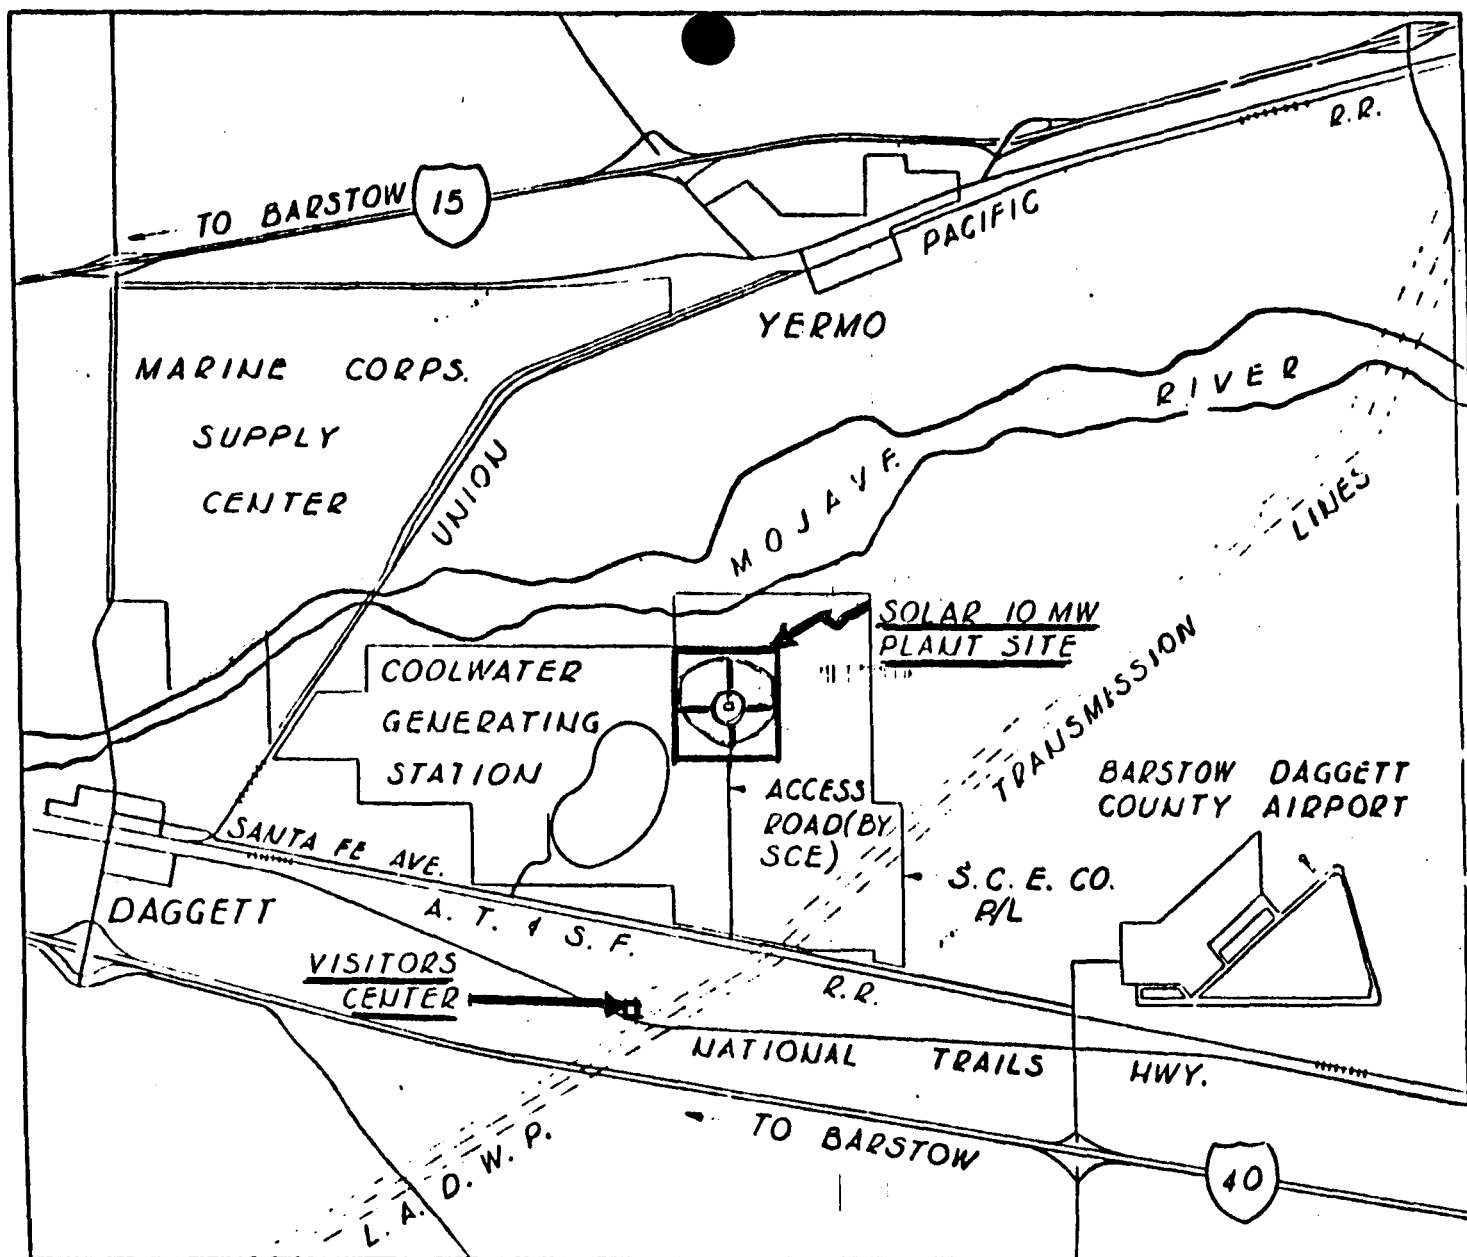 R.R.
TO BARSTOW
15
PACIFIC
YERMO
MARINE CORPS.
SUPPLY
CENTER
UNION
MOJAVE
RIVER
LINES
SOLAR 10 MW
PLANT SITE
COOLWATER
GENERATING
STATION
TRANSMISSION
ACCESS
ROAD(BY
SCE)
BARSTOW DAGGETT
COUNTY AIRPORT
SANTA FE AVE.
S.C.E. CO.
P/L
DAGGETT
A. T. & S. F.
R.R.
VISITORS
CENTER
NATIONAL TRAILS HWY.
TO BARSTOW
40
L. A. D. W. P.